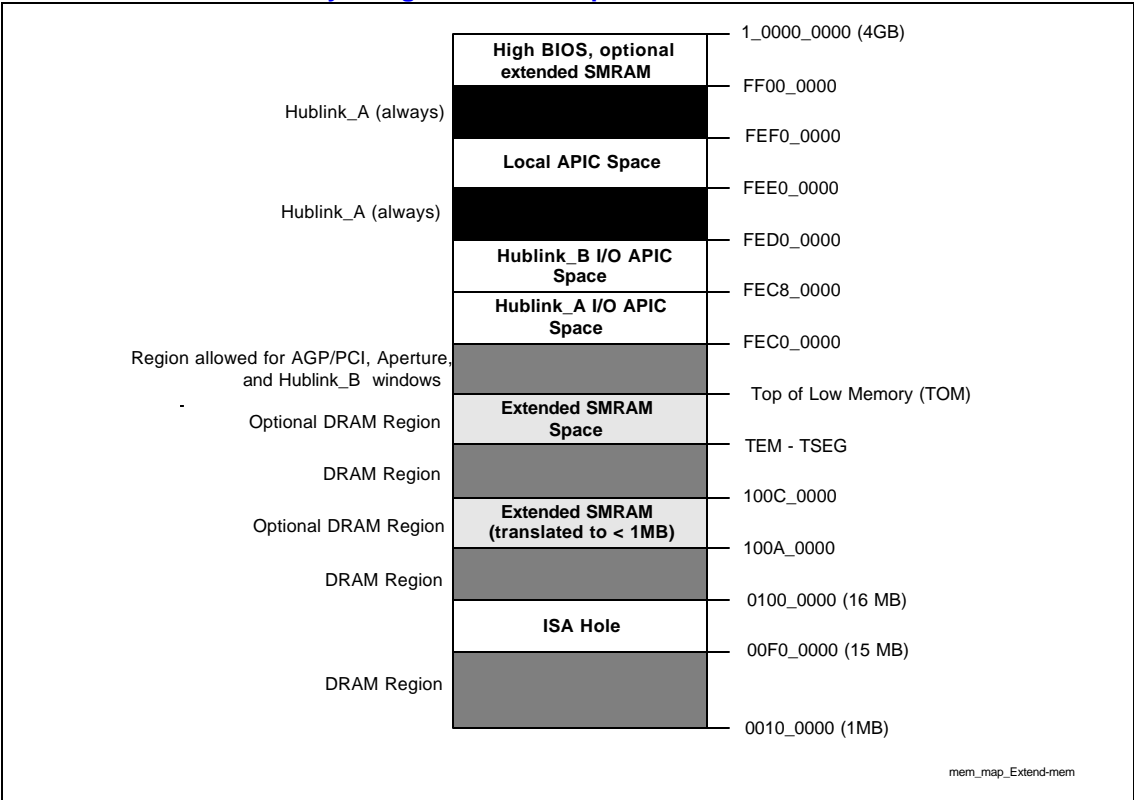 1_0000_0000 (4GB)
High BIOS, optional
extended SMRAM
FF00_0000
Hublink_A (always)
FEF0_0000
Local APIC Space
FEE0_0000
Hublink_A (always)
FED0_0000
Hublink_B I/O APIC
Space
FEC8_0000
Hublink_A I/O APIC
Space
FEC0_0000
Region allowed for AGP/PCI, Aperture,
and Hublink_B windows
Top of Low Memory (TOM)
Optional DRAM Region
Extended SMRAM
Space
TEM - TSEG
DRAM Region
100C_0000
Optional DRAM Region
Extended SMRAM
(translated to < 1MB)
100A_0000
DRAM Region
0100_0000 (16 MB)
ISA Hole
00F0_0000 (15 MB)
DRAM Region
0010_0000 (1MB)
mem_map_Extend-mem